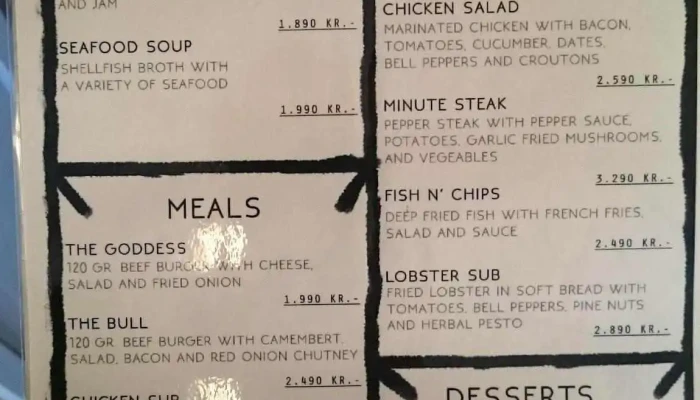 AND JAM
1.890 KR.-
SEAFOOD SOUP
SHELLFISH BROTH WITH
A VARIETY OF SEAFOOD
1.990 KR.-
MEALS
THE GODDESS
120 GR. BEEF BURGER WITH CHEESE,
SALAD AND FRIED ONION
1.990 KR.-
THE BULL
120 GR. BEEF BURGER WITH CAMEMBERT,
SALAD, BACON AND RED ONION CHUTNEY
2.490 KR.-
CHICKEN SUB
CHICKEN SALAD
MARINATED CHICKEN WITH BACON,
TOMATOES, CUCUMBER, DATES,
BELL PEPPERS AND CROUTONS
2.590 KR.-
MINUTE STEAK
PEPPER STEAK WITH PEPPER SAUCE,
POTATOES, GARLIC FRIED MUSHROOMS,
AND VEGEABLES
3.290 KR.-
FISH N' CHIPS
DEEP FRIED FISH WITH FRENCH FRIES,
SALAD AND SAUCE
2.490 KR.-
LOBSTER SUB
FRIED LOBSTER IN SOFT BREAD WITH
TOMATOES, BELL PEPPERS, PINE NUTS
AND HERBAL PESTO
2.890 KR.-
DESSERTS